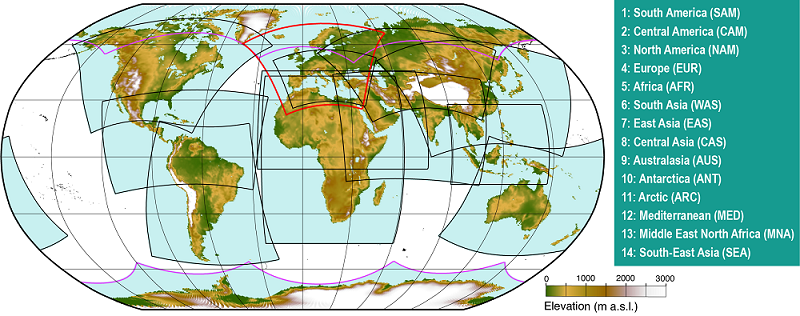 1: South America (SAM)
2: Central America (CAM)
3: North America (NAM)
4: Europe (EUR)
5: Africa (AFR)
6: South Asia (WAS)
7: East Asia (EAS)
8: Central Asia (CAS)
9: Australasia (AUS)
10: Antarctica (ANT)
11: Arctic (ARC)
12: Mediterranean (MED)
13: Middle East North Africa (MNA)
14: South-East Asia (SEA)
0 1000 2000 3000
Elevation (m a.s.l.)